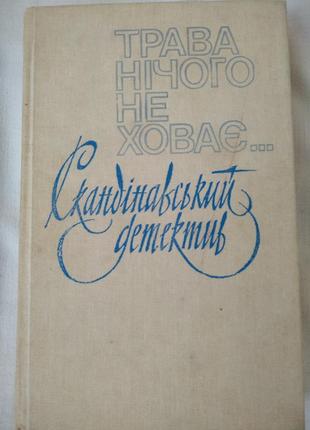 ТРАВА
НІЧОГО
НЕ
ХОВАЄ...
Скандінавський
детектив